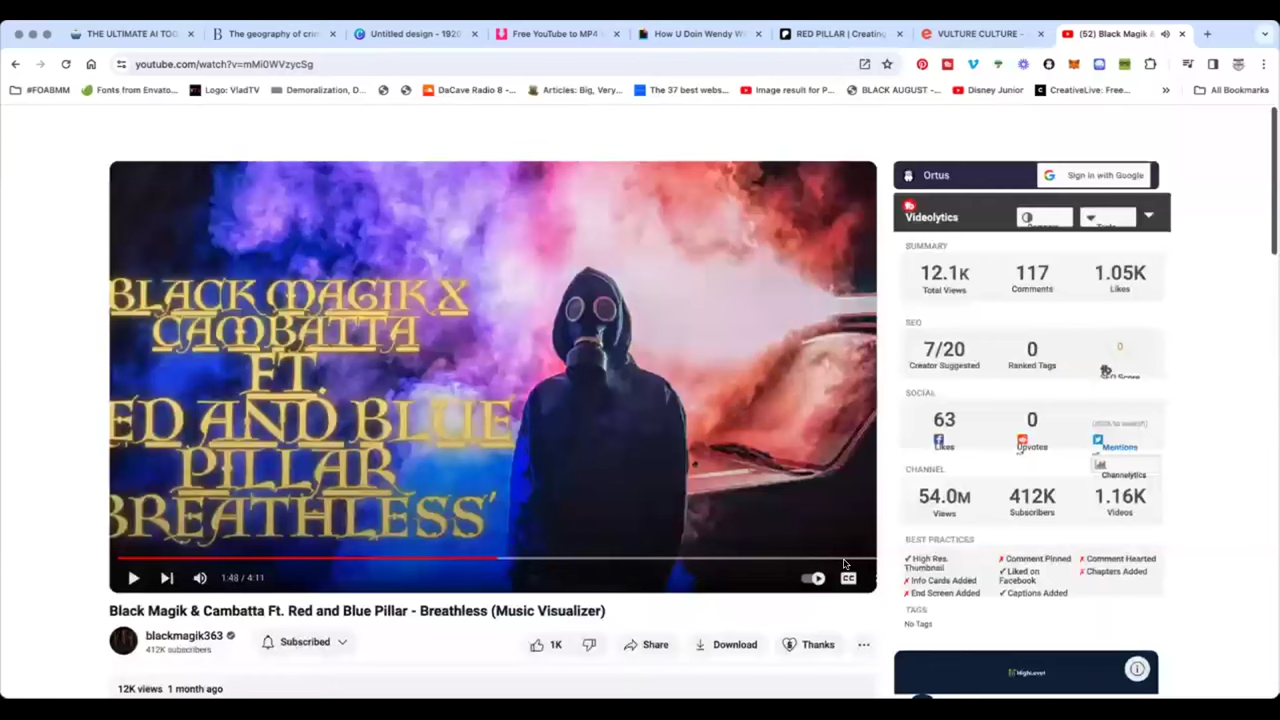 THE ULTIMATE AI TOO
The geography of crim
Untitled design - 1920
Free YouTube to MP4
How U Doin Wendy W
RED PILLAR | Creating
VULTURE CULTURE -
(52) Black Magik &
youtube.com/watch?v=mMi0WVzycSg
#FOABMM
Fonts from Envato...
Logo: VladTV
Demoralization, D...
DaCave Radio 8 -...
Articles: Big, Very...
The 37 best webs...
Image result for P...
BLACK AUGUST -...
Disney Junior
CreativeLive: Free...
All Bookmarks
BLACK MAGIK X
CAMBATTA
FT.
ED AND BLUE
PILLAR
BREATHLESS'
1:48 / 4:11
CC
Black Magik & Cambatta Ft. Red and Blue Pillar - Breathless (Music Visualizer)
blackmagik363
412K subscribers
Subscribed
1K
Share
Download
Thanks
12K views 1 month ago
Ortus
Sign in with Google
Videolytics
SUMMARY
12.1K 117 1.05K
Total Views Comments Likes
SEO
7/20 0 0
Creator Suggested Ranked Tags SEO Score
SOCIAL
63 0
Likes Upvotes Mentions
CHANNEL
Channelytics
54.0M 412K 1.16K
Views Subscribers Videos
BEST PRACTICES
✓ High Res. Thumbnail
✗ Info Cards Added
✗ End Screen Added
✗ Comment Pinned
✓ Liked on Facebook
✓ Captions Added
✗ Comment Hearted
✗ Chapters Added
TAGS
No Tags
HighLevel